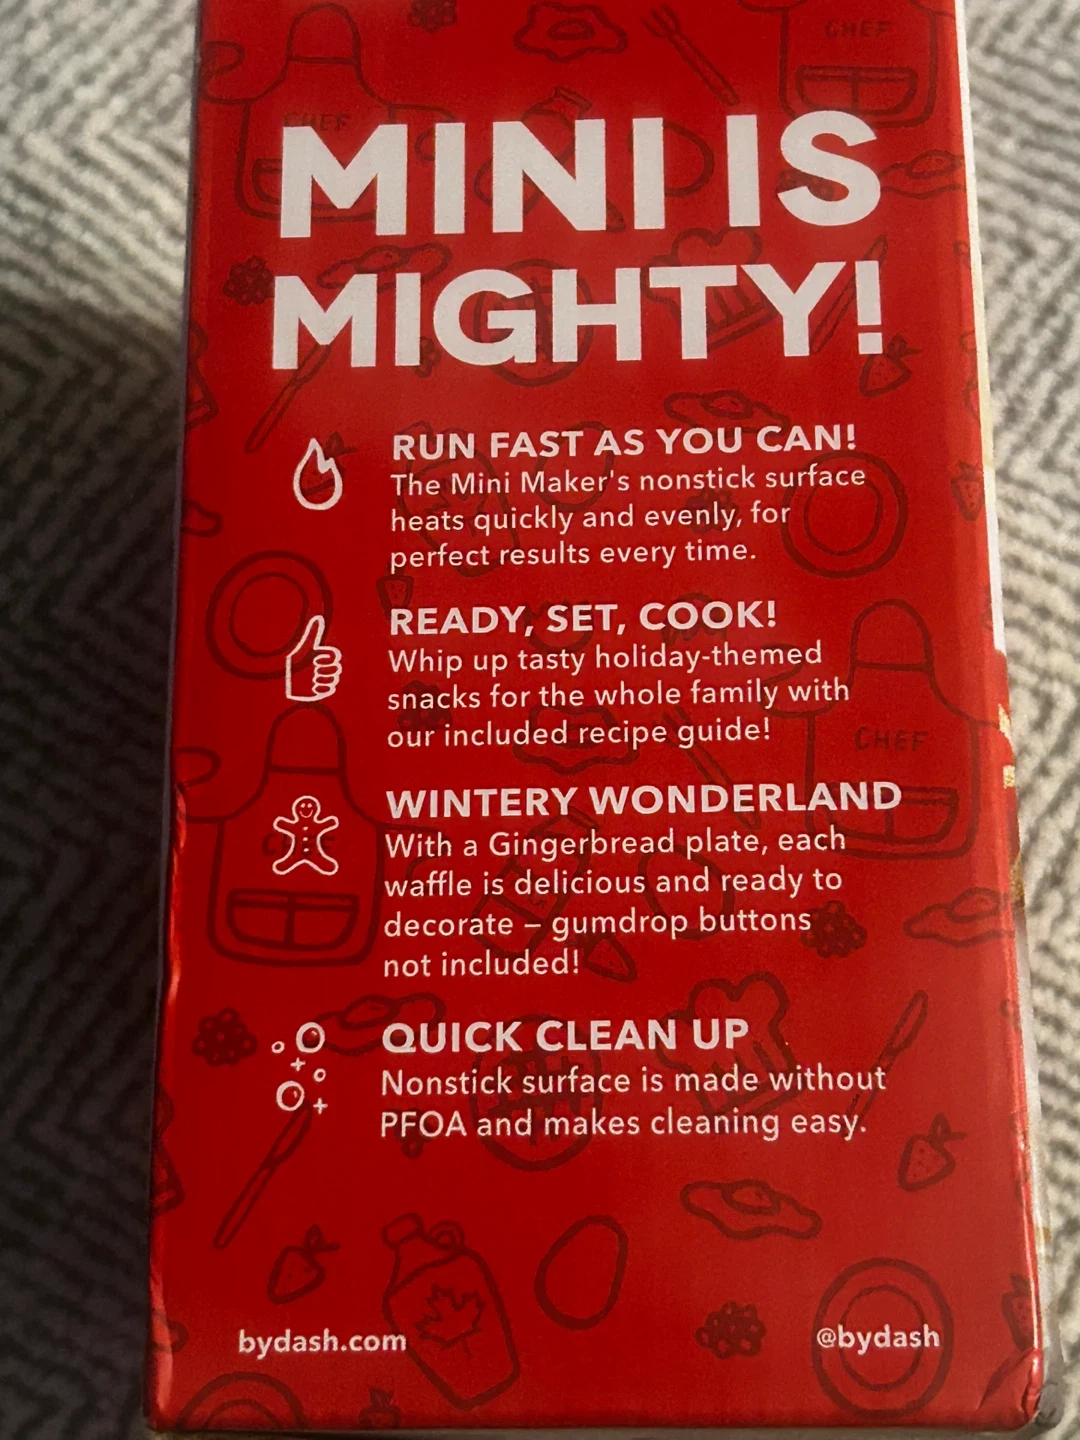 CHEF
CHEF
MINI IS
MIGHTY!
RUN FAST AS YOU CAN!
The Mini Maker's nonstick surface
heats quickly and evenly, for
perfect results every time.
READY, SET, COOK!
Whip up tasty holiday-themed
snacks for the whole family with
our included recipe guide!
CHEF
WINTERY WONDERLAND
With a Gingerbread plate, each
waffle is delicious and ready to
decorate – gumdrop buttons
not included!
QUICK CLEAN UP
Nonstick surface is made without
PFOA and makes cleaning easy.
bydash.com
@bydash